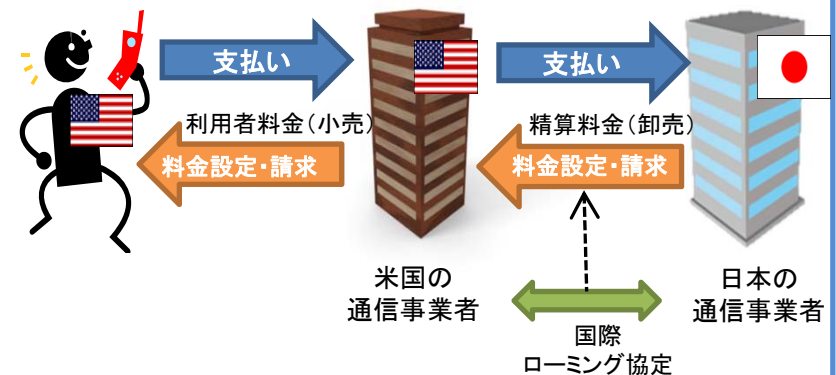 支払い
支払い
利用者料金(小売)
精算料金(卸売)
料金設定・請求
料金設定・請求
米国の
通信事業者
日本の
通信事業者
国際
ローミング協定